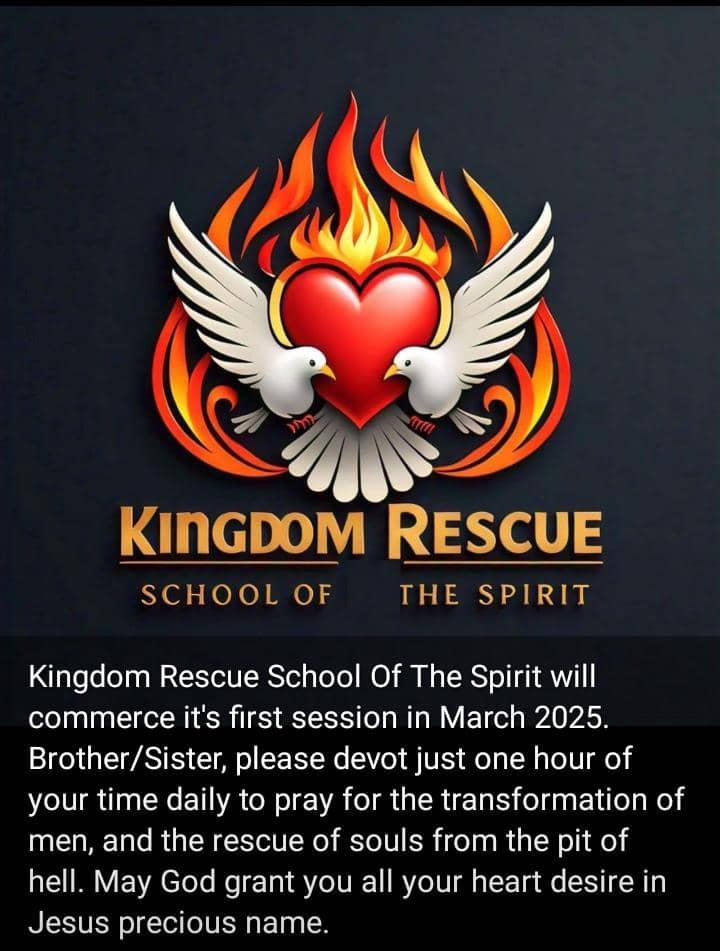 KINGDOM RESCUE
SCHOOL OF THE SPIRIT
Kingdom Rescue School Of The Spirit will
commerce it's first session in March 2025.
Brother/Sister, please devot just one hour of
your time daily to pray for the transformation of
men, and the rescue of souls from the pit of
hell. May God grant you all your heart desire in
Jesus precious name.